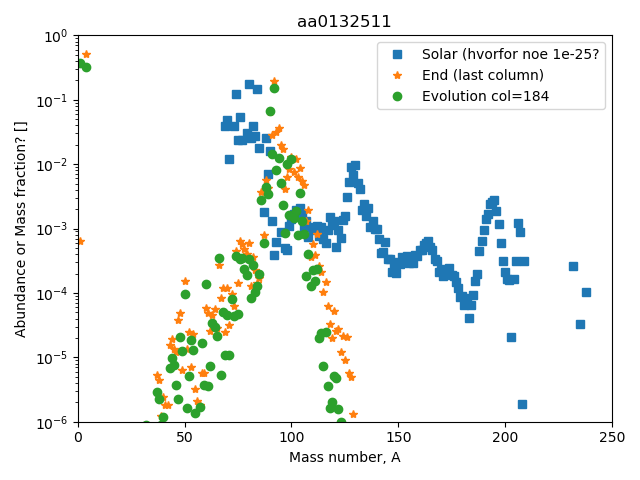 aa0132511
Solar (hvorfor noe 1e-25?
End (last column)
Evolution col=184
Abundance or Mass fraction? []
10⁰
10⁻¹
10⁻²
10⁻³
10⁻⁴
10⁻⁵
10⁻⁶
0 50 100 150 200 250
Mass number, A